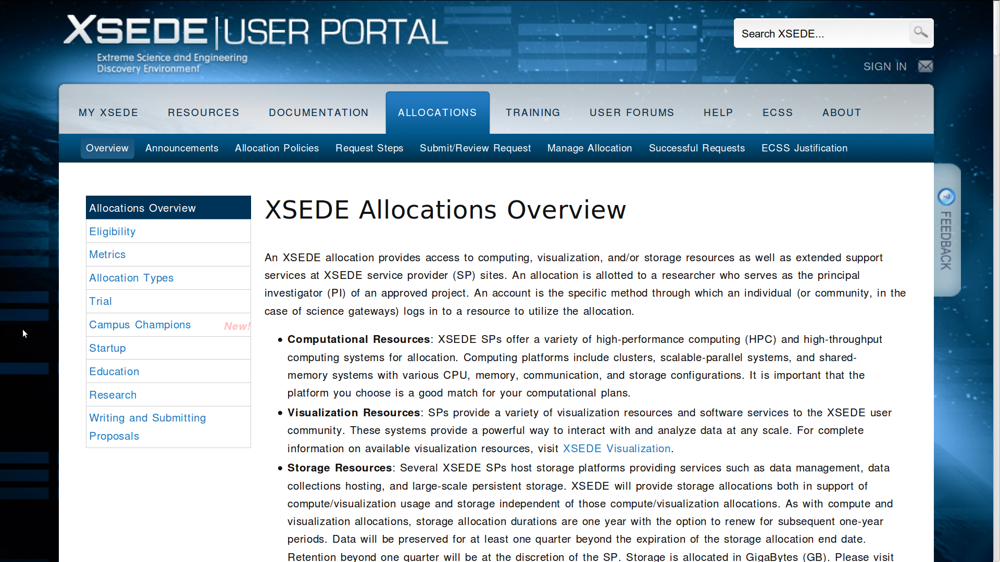 XSEDE | USER PORTAL
Extreme Science and Engineering
Discovery Environment
Search XSEDE...
SIGN IN
MY XSEDE
RESOURCES
DOCUMENTATION
ALLOCATIONS
TRAINING
USER FORUMS
HELP
ECSS
ABOUT
Overview
Announcements
Allocation Policies
Request Steps
Submit/Review Request
Manage Allocation
Successful Requests
ECSS Justification
Allocations Overview
Eligibility
Metrics
Allocation Types
Trial
Campus Champions New!
Startup
Education
Research
Writing and Submitting
Proposals
XSEDE Allocations Overview
An XSEDE allocation provides access to computing, visualization, and/or storage resources as well as extended support
services at XSEDE service provider (SP) sites. An allocation is allotted to a researcher who serves as the principal
investigator (PI) of an approved project. An account is the specific method through which an individual (or community, in the
case of science gateways) logs in to a resource to utilize the allocation.
• Computational Resources: XSEDE SPs offer a variety of high-performance computing (HPC) and high-throughput
computing systems for allocation. Computing platforms include clusters, scalable-parallel systems, and shared-
memory systems with various CPU, memory, communication, and storage configurations. It is important that the
platform you choose is a good match for your computational plans.
• Visualization Resources: SPs provide a variety of visualization resources and software services to the XSEDE user
community. These systems provide a powerful way to interact with and analyze data at any scale. For complete
information on available visualization resources, visit XSEDE Visualization.
• Storage Resources: Several XSEDE SPs host storage platforms providing services such as data management, data
collections hosting, and large-scale persistent storage. XSEDE will provide storage allocations both in support of
compute/visualization usage and storage independent of those compute/visualization allocations. As with compute and
visualization allocations, storage allocation durations are one year with the option to renew for subsequent one-year
periods. Data will be preserved for at least one quarter beyond the expiration of the storage allocation end date.
Retention beyond one quarter will be at the discretion of the SP. Storage is allocated in GigaBytes (GB). Please visit
? FEEDBACK